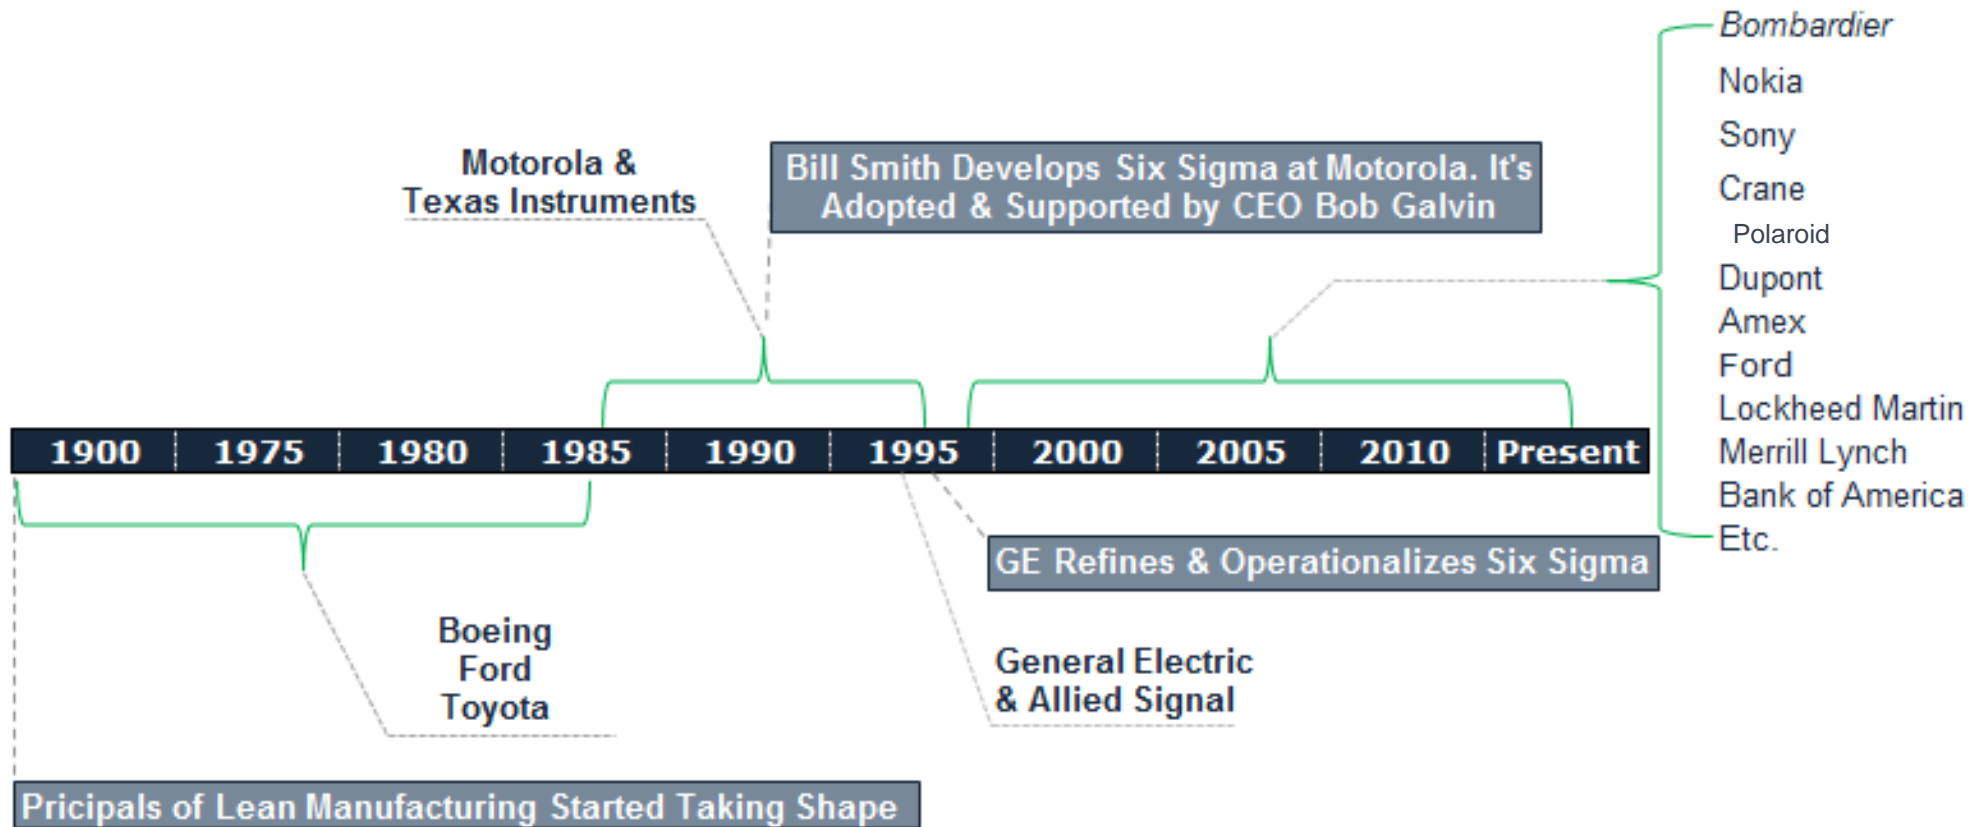 Bombardier
Nokia
Sony
Crane
Polaroid
Dupont
Amex
Ford
Lockheed Martin
Merrill Lynch
Bank of America
Etc.
Motorola &
Texas Instruments
Bill Smith Develops Six Sigma at Motorola. It's
Adopted & Supported by CEO Bob Galvin
1900 1975 1980 1985 1990 1995 2000 2005 2010 Present
GE Refines & Operationalizes Six Sigma
Boeing
Ford
Toyota
General Electric
& Allied Signal
Pricipals of Lean Manufacturing Started Taking Shape